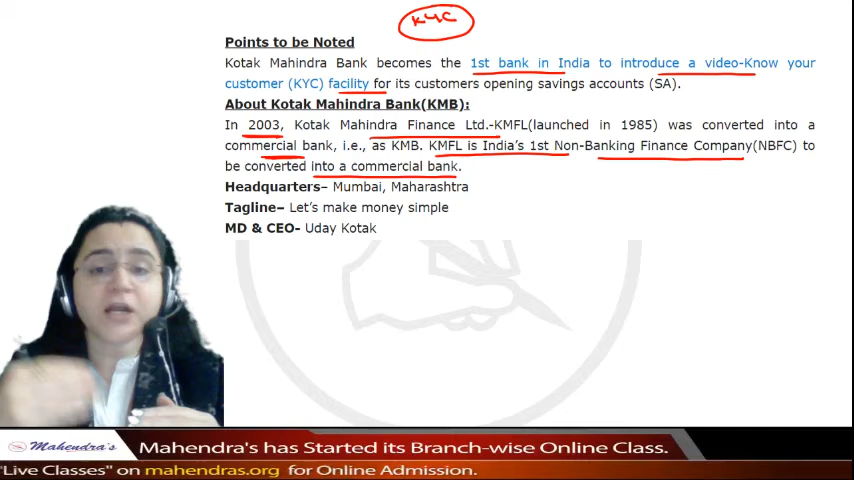 KYC
Points to be Noted
Kotak Mahindra Bank becomes the 1st bank in India to introduce a video-Know your
customer (KYC) facility for its customers opening savings accounts (SA).
About Kotak Mahindra Bank(KMB):
In 2003, Kotak Mahindra Finance Ltd.-KMFL(launched in 1985) was converted into a
commercial bank, i.e., as KMB. KMFL is India's 1st Non-Banking Finance Company(NBFC) to
be converted into a commercial bank.
Headquarters– Mumbai, Maharashtra
Tagline– Let's make money simple
MD & CEO- Uday Kotak
Mahendra's
Mahendra's has Started its Branch-wise Online Class.
"Live Classes" on mahendras.org for Online Admission.